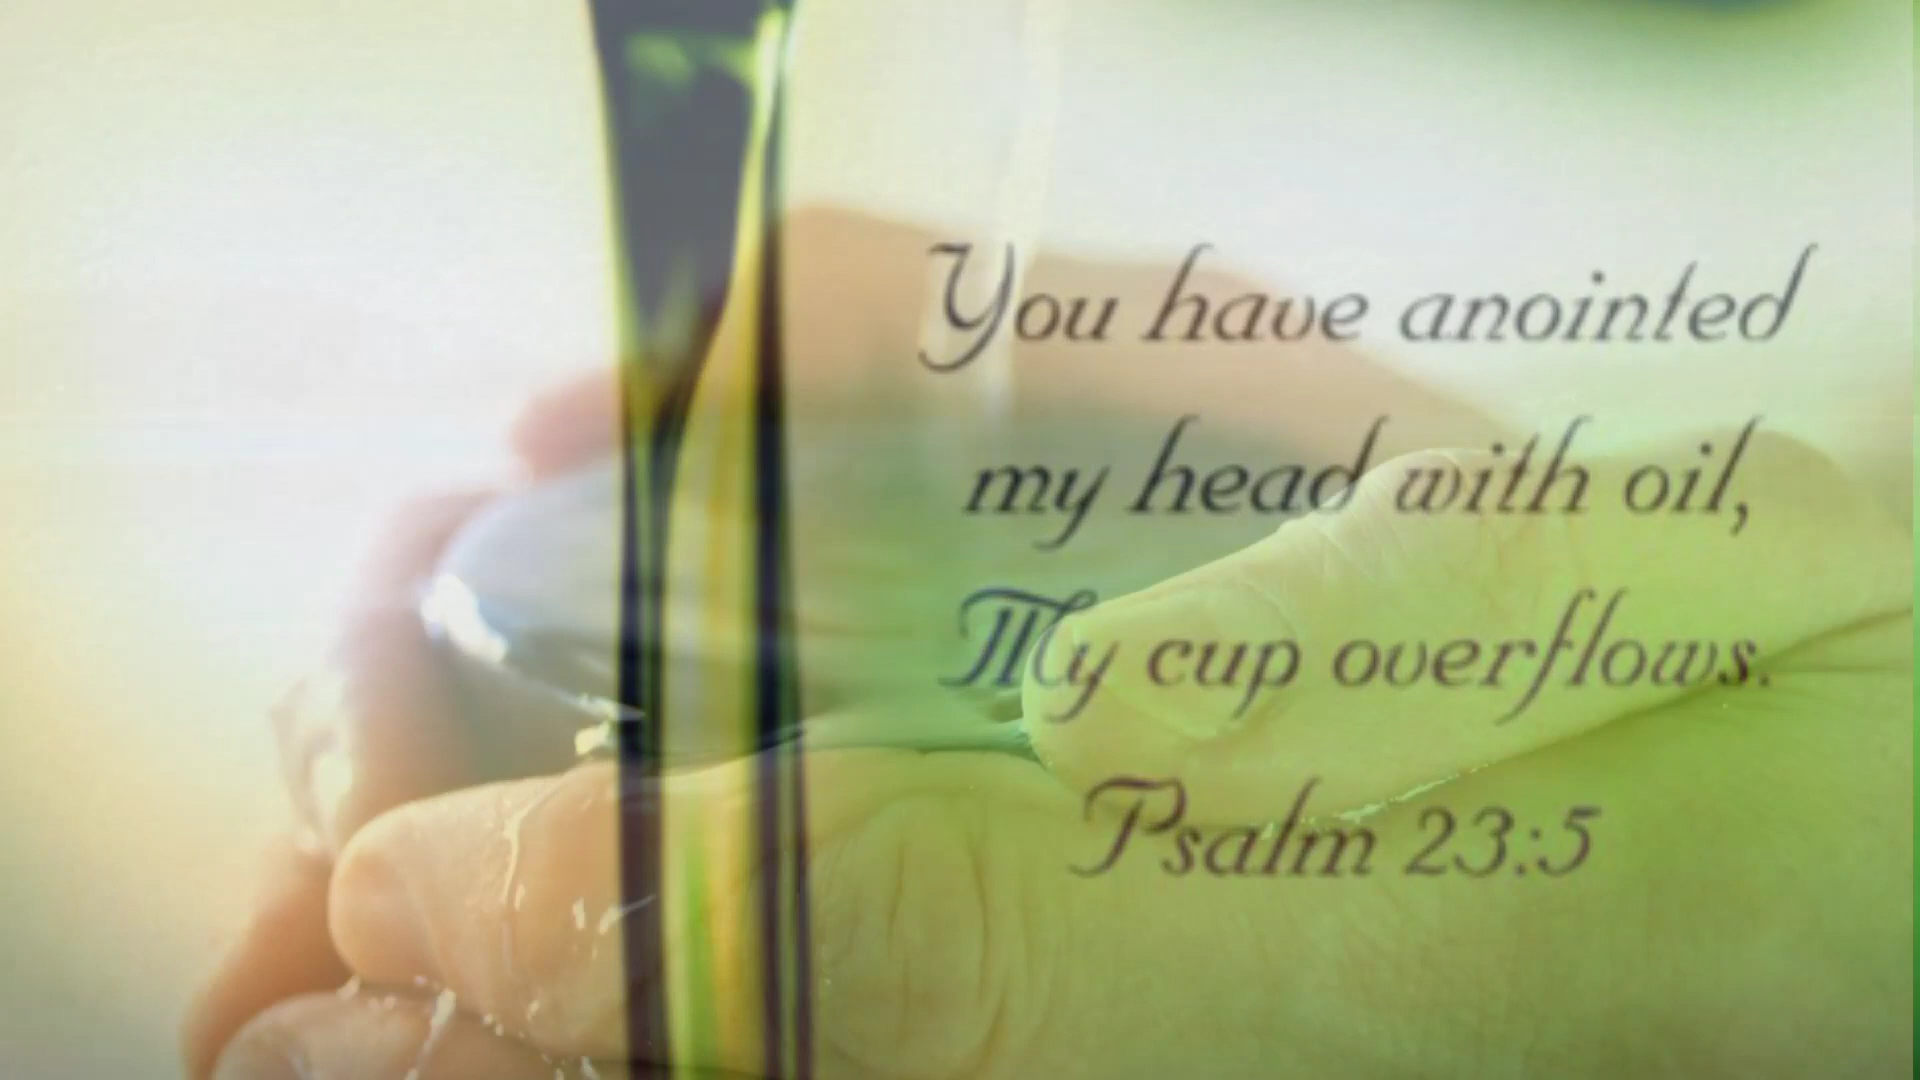 You have anointed
my head with oil,
My cup overflows.
Psalm 23:5